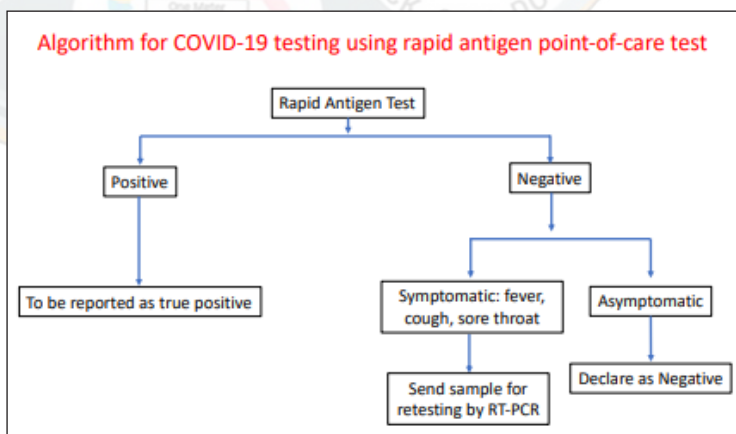 One Meter
Algorithm for COVID-19 testing using rapid antigen point-of-care test
Rapid Antigen Test
Positive
Negative
To be reported as true positive
Symptomatic: fever,
cough, sore throat
Asymptomatic
Send sample for
retesting by RT-PCR
Declare as Negative